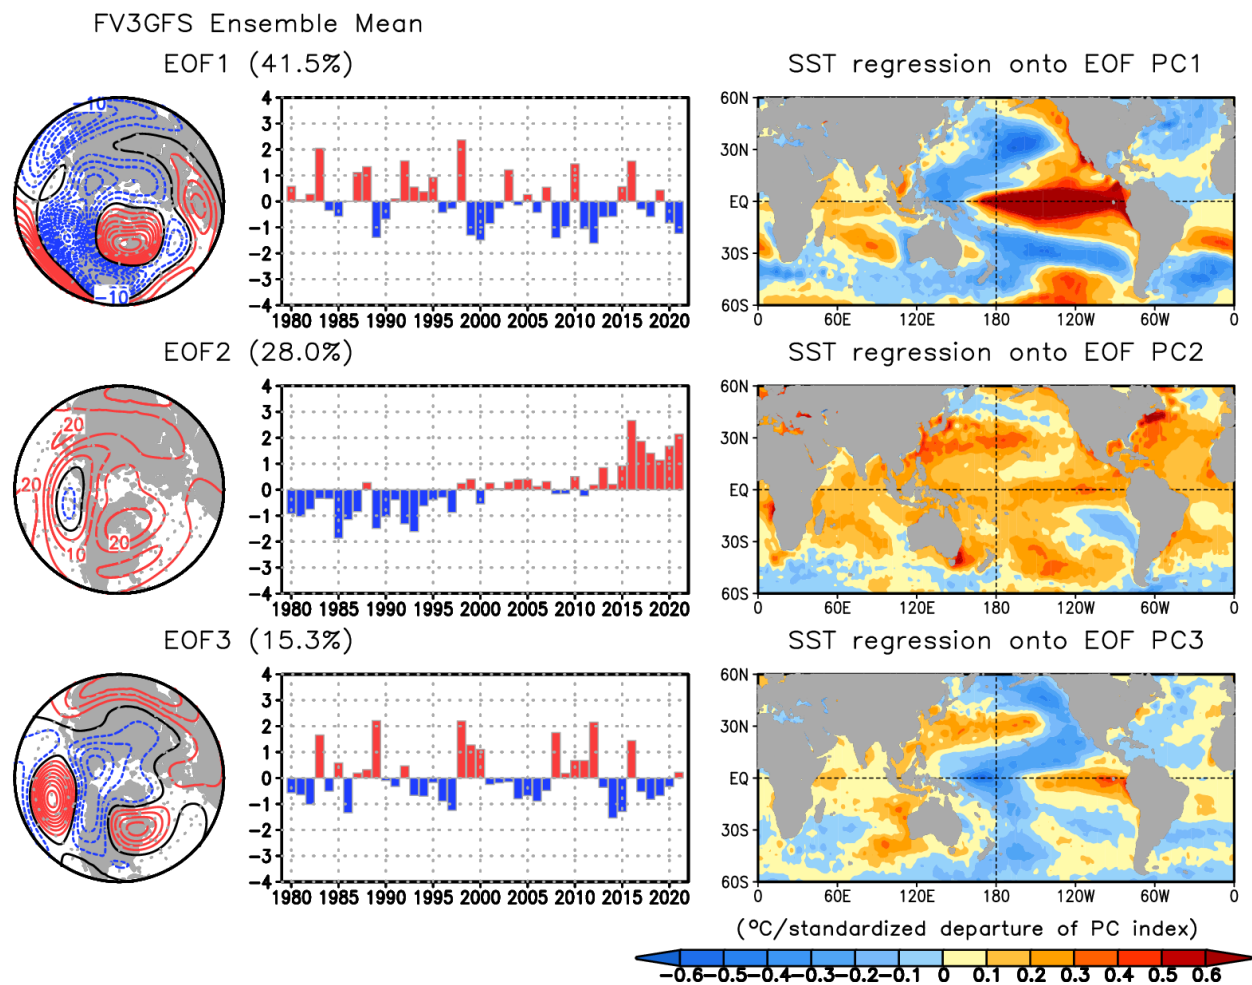 FV3GFS Ensemble Mean
EOF1 (41.5%)
SST regression onto EOF PC1
-10
-10
4
3
2
1
0
-1
-2
-3
-4
1980 1985 1990 1995 2000 2005 2010 2015 2020
60N
30N
EQ
30S
60S
0 60E 120E 180 120W 60W 0
EOF2 (28.0%)
SST regression onto EOF PC2
20
20
20
10
4
3
2
1
0
-1
-2
-3
-4
1980 1985 1990 1995 2000 2005 2010 2015 2020
60N
30N
EQ
30S
60S
0 60E 120E 180 120W 60W 0
EOF3 (15.3%)
SST regression onto EOF PC3
4
3
2
1
0
-1
-2
-3
-4
1980 1985 1990 1995 2000 2005 2010 2015 2020
60N
30N
EQ
30S
60S
0 60E 120E 180 120W 60W 0
(°C/standardized departure of PC index)
-0.6 -0.5 -0.4 -0.3 -0.2 -0.1 0 0.1 0.2 0.3 0.4 0.5 0.6